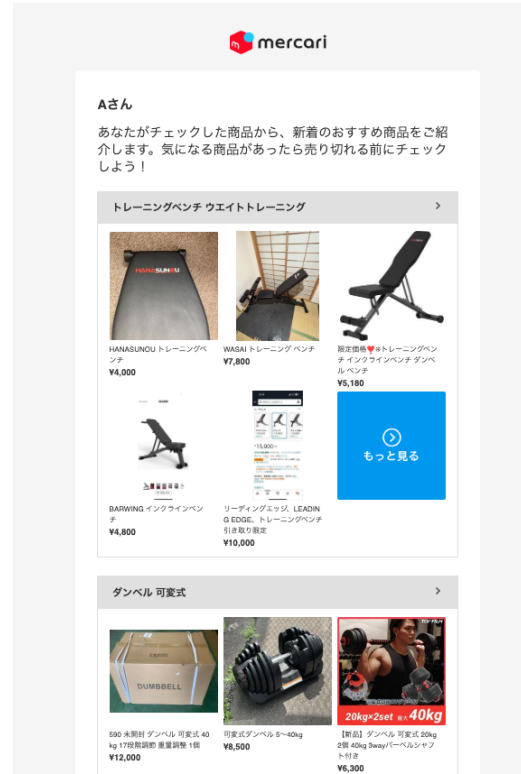 mercari
Aさん
あなたがチェックした商品から、新着のおすすめ商品をご紹
介します。気になる商品があったら売り切れる前にチェック
しよう！
トレーニングベンチ ウエイトトレーニング
HANASUNOU
HANASUNOU トレーニングベ
ンチ
¥4,000
WASAI トレーニング ベンチ
¥7,800
限定価格❣️※トレーニングベン
チ インクラインベンチ ダンベ
ル ベンチ
¥5,180
BARWING インクラインベン
チ
¥4,800
15,900
リーディングエッジ、LEADIN
G EDGE、トレーニングベンチ
引き取り限定
¥10,000
もっと見る
ダンベル 可変式
DUMBBELL
590 未開封 ダンベル 可変式 40
kg 17段階調節 重量調整 1個
¥12,000
可変式ダンベル 5〜40kg
¥8,500
20kg×2set 最大40kg
【新品】ダンベル 可変式 20kg
2個 40kg 3wayバーベルシャフ
ト付き
¥6,300